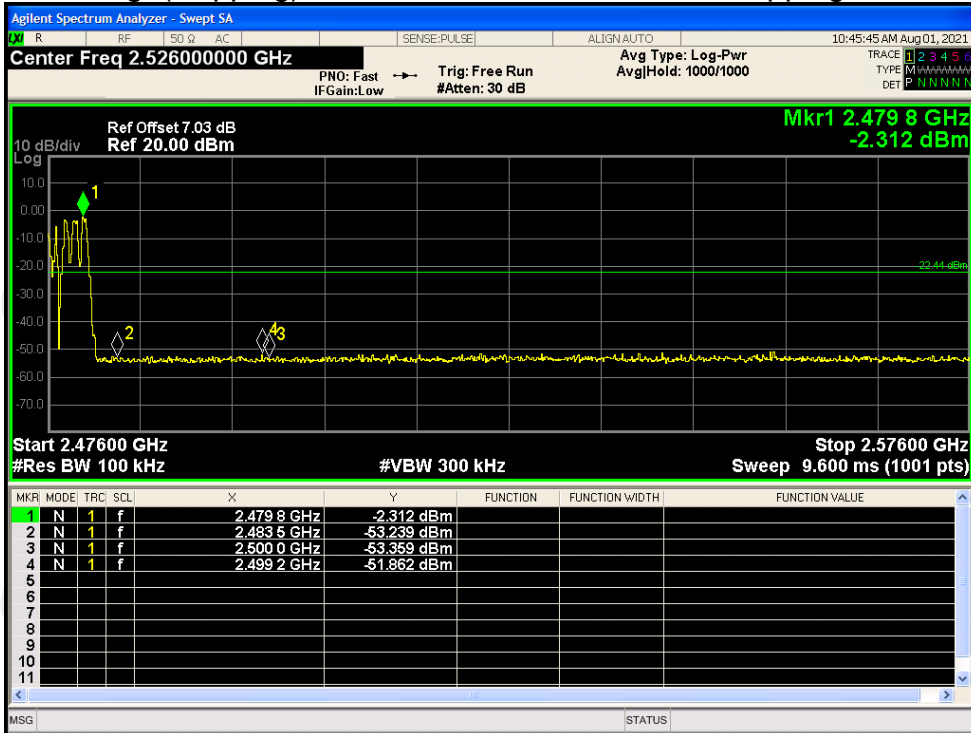 Agilent Spectrum Analyzer - Swept SA
LXI R RF 50 Ω AC SENSE:PULSE ALIGN AUTO 10:45:45 AM Aug 01, 2021
Center Freq 2.526000000 GHz
PNO: Fast Trig: Free Run Avg Type: Log-Pwr TRACE 1 2 3 4 5 6
IFGain:Low #Atten: 30 dB Avg|Hold: 1000/1000 TYPE M
DET P N N N N N
Mkr1 2.479 8 GHz
-2.312 dBm
Ref Offset 7.03 dB
10 dB/div Ref 20.00 dBm
Log
10.0
0.00
-10.0
-20.0
-30.0
-40.0
-50.0
-60.0
-70.0
1
-22.44 dBm
2
4
3
Start 2.47600 GHz Stop 2.57600 GHz
#Res BW 100 kHz #VBW 300 kHz Sweep 9.600 ms (1001 pts)
MKR MODE TRC SCL X Y FUNCTION FUNCTION WIDTH FUNCTION VALUE
1 N 1 f 2.479 8 GHz -2.312 dBm
2 N 1 f 2.483 5 GHz -53.239 dBm
3 N 1 f 2.500 0 GHz -53.359 dBm
4 N 1 f 2.499 2 GHz -51.862 dBm
5
6
7
8
9
10
11
MSG STATUS